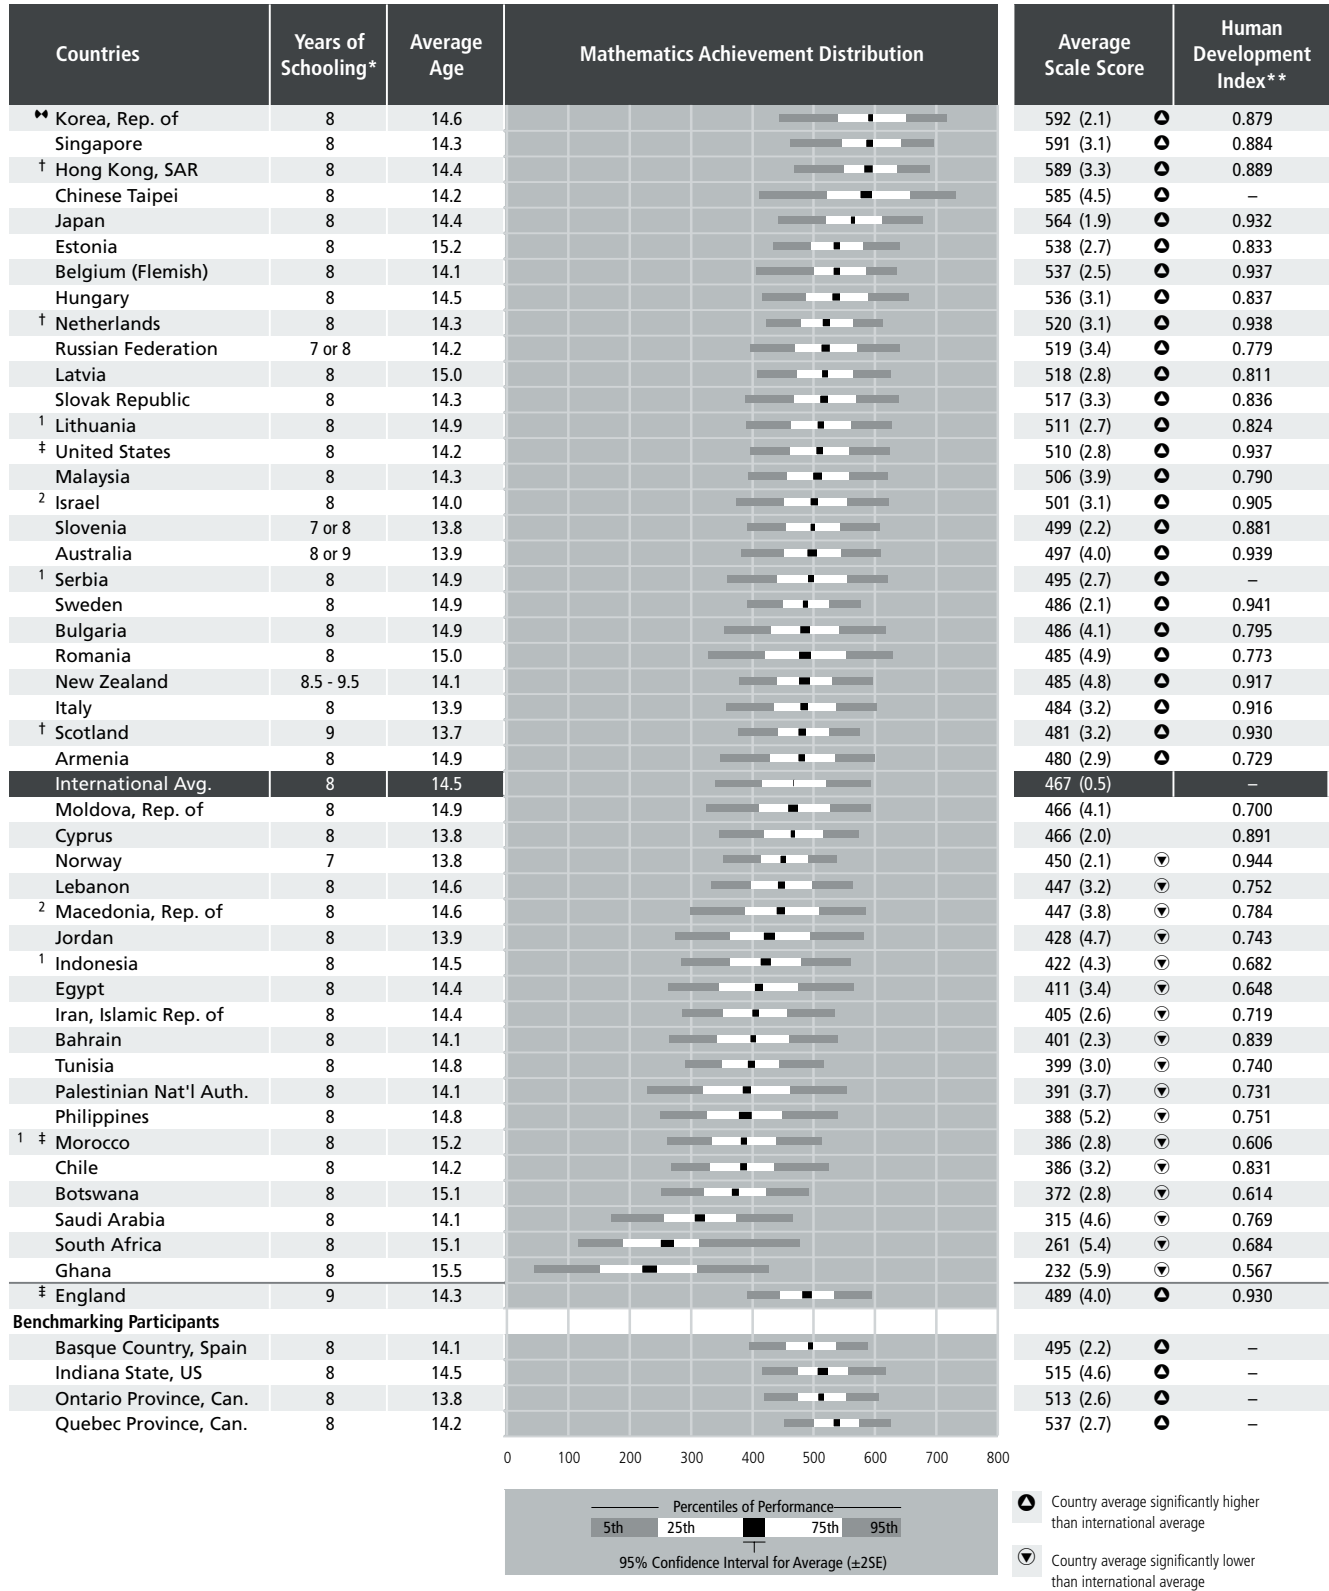 Countries Years of Schooling* Average Age Mathematics Achievement Distribution Average Scale Score Human Development Index**
Korea, Rep. of 8 14.6 592 (2.1) 0.879
Singapore 8 14.3 591 (3.1) 0.884
† Hong Kong, SAR 8 14.4 589 (3.3) 0.889
Chinese Taipei 8 14.2 585 (4.5) –
Japan 8 14.4 564 (1.9) 0.932
Estonia 8 15.2 538 (2.7) 0.833
Belgium (Flemish) 8 14.1 537 (2.5) 0.937
Hungary 8 14.5 536 (3.1) 0.837
† Netherlands 8 14.3 520 (3.1) 0.938
Russian Federation 7 or 8 14.2 519 (3.4) 0.779
Latvia 8 15.0 518 (2.8) 0.811
Slovak Republic 8 14.3 517 (3.3) 0.836
1 Lithuania 8 14.9 511 (2.7) 0.824
‡ United States 8 14.2 510 (2.8) 0.937
Malaysia 8 14.3 506 (3.9) 0.790
2 Israel 8 14.0 501 (3.1) 0.905
Slovenia 7 or 8 13.8 499 (2.2) 0.881
Australia 8 or 9 13.9 497 (4.0) 0.939
1 Serbia 8 14.9 495 (2.7) –
Sweden 8 14.9 486 (2.1) 0.941
Bulgaria 8 14.9 486 (4.1) 0.795
Romania 8 15.0 485 (4.9) 0.773
New Zealand 8.5 - 9.5 14.1 485 (4.8) 0.917
Italy 8 13.9 484 (3.2) 0.916
† Scotland 9 13.7 481 (3.2) 0.930
Armenia 8 14.9 480 (2.9) 0.729
International Avg. 8 14.5 467 (0.5) –
Moldova, Rep. of 8 14.9 466 (4.1) 0.700
Cyprus 8 13.8 466 (2.0) 0.891
Norway 7 13.8 450 (2.1) 0.944
Lebanon 8 14.6 447 (3.2) 0.752
2 Macedonia, Rep. of 8 14.6 447 (3.8) 0.784
Jordan 8 13.9 428 (4.7) 0.743
1 Indonesia 8 14.5 422 (4.3) 0.682
Egypt 8 14.4 411 (3.4) 0.648
Iran, Islamic Rep. of 8 14.4 405 (2.6) 0.719
Bahrain 8 14.1 401 (2.3) 0.839
Tunisia 8 14.8 399 (3.0) 0.740
Palestinian Nat'l Auth. 8 14.1 391 (3.7) 0.731
Philippines 8 14.8 388 (5.2) 0.751
1 ‡ Morocco 8 15.2 386 (2.8) 0.606
Chile 8 14.2 386 (3.2) 0.831
Botswana 8 15.1 372 (2.8) 0.614
Saudi Arabia 8 14.1 315 (4.6) 0.769
South Africa 8 15.1 261 (5.4) 0.684
Ghana 8 15.5 232 (5.9) 0.567
‡ England 9 14.3 489 (4.0) 0.930
Benchmarking Participants
Basque Country, Spain 8 14.1 495 (2.2) –
Indiana State, US 8 14.5 515 (4.6) –
Ontario Province, Can. 8 13.8 513 (2.6) –
Quebec Province, Can. 8 14.2 537 (2.7) –
0 100 200 300 400 500 600 700 800
Percentiles of Performance
5th 25th 75th 95th
95% Confidence Interval for Average (±2SE)
Country average significantly higher
than international average
Country average significantly lower
than international average